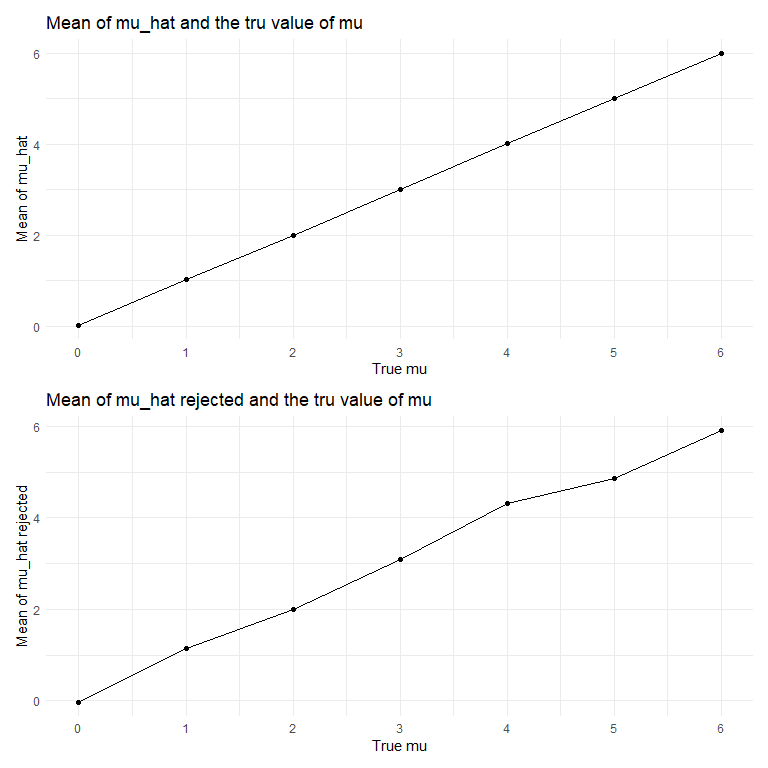 Mean of mu_hat and the tru value of mu
Mean of mu_hat
6
4
2
0
0 1 2 3 4 5 6
True mu
Mean of mu_hat rejected and the tru value of mu
Mean of mu_hat rejected
6
4
2
0
0 1 2 3 4 5 6
True mu